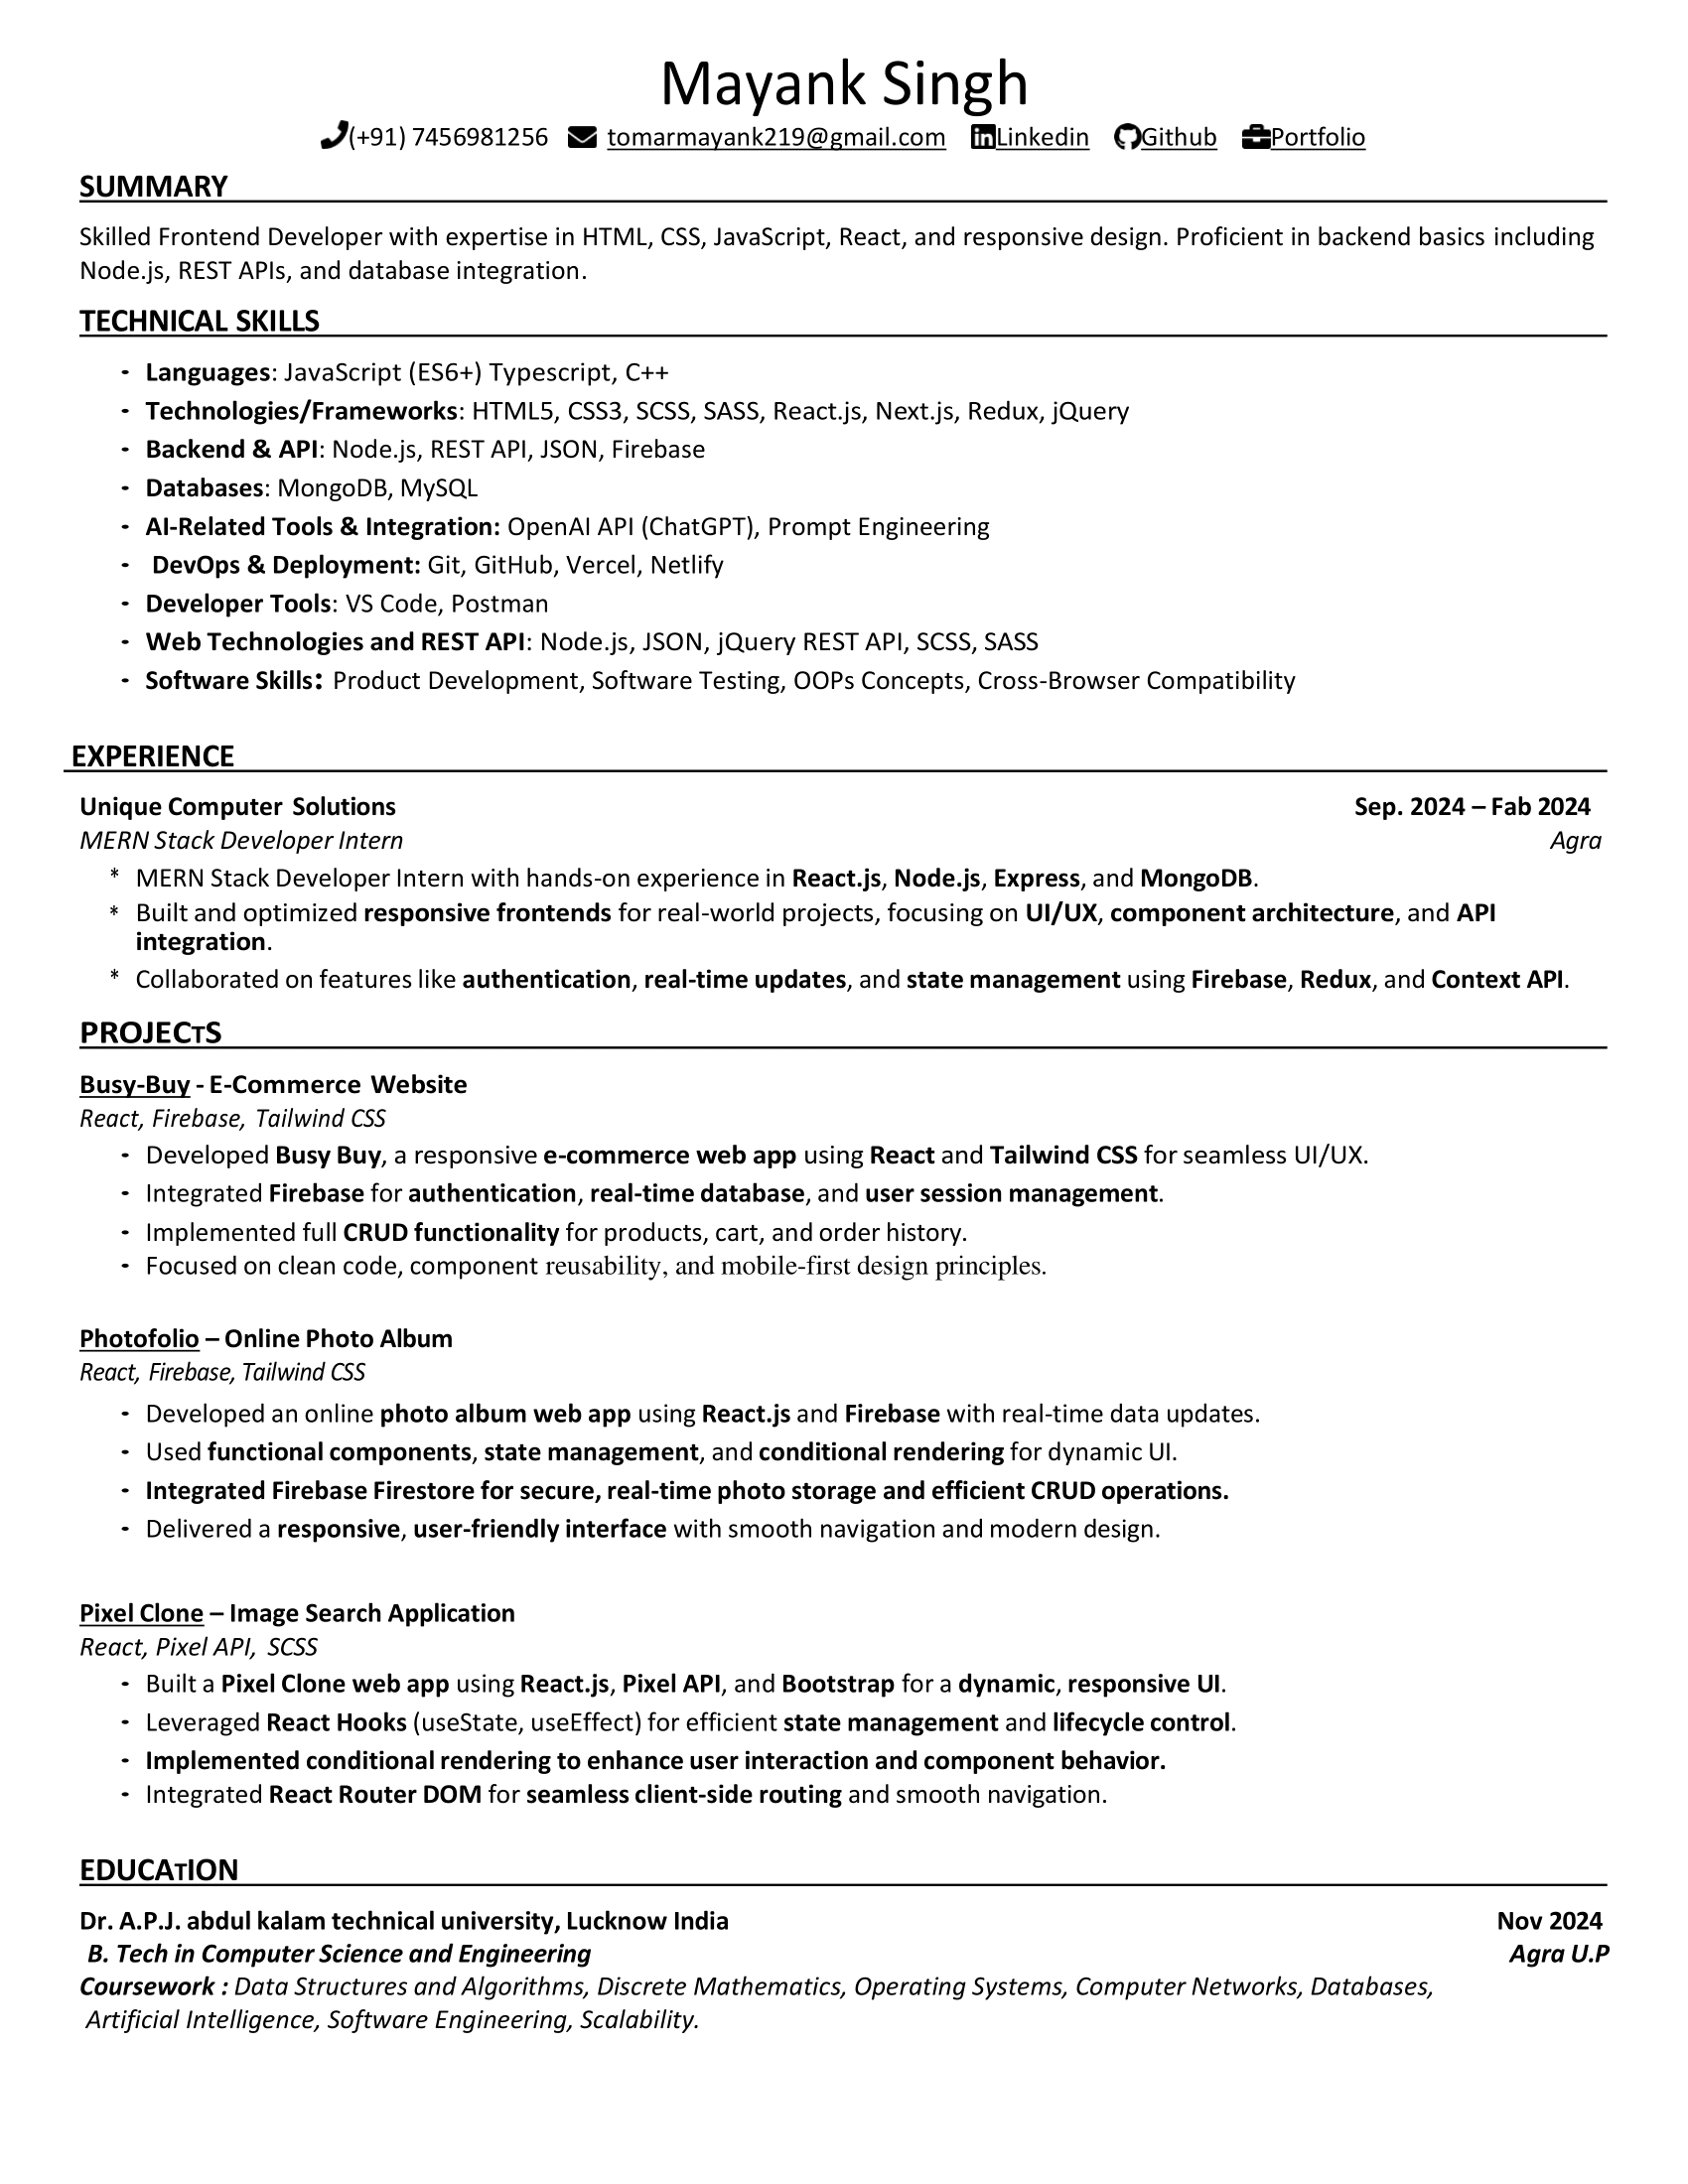 Mayank Singh
(+91) 7456981256 tomarmayank219@gmail.com Linkedin Github Portfolio
SUMMARY
Skilled Frontend Developer with expertise in HTML, CSS, JavaScript, React, and responsive design. Proficient in backend basics including
Node.js, REST APIs, and database integration.
TECHNICAL SKILLS
- Languages: JavaScript (ES6+) Typescript, C++
- Technologies/Frameworks: HTML5, CSS3, SCSS, SASS, React.js, Next.js, Redux, jQuery
- Backend & API: Node.js, REST API, JSON, Firebase
- Databases: MongoDB, MySQL
- AI-Related Tools & Integration: OpenAI API (ChatGPT), Prompt Engineering
- DevOps & Deployment: Git, GitHub, Vercel, Netlify
- Developer Tools: VS Code, Postman
- Web Technologies and REST API: Node.js, JSON, jQuery REST API, SCSS, SASS
- Software Skills: Product Development, Software Testing, OOPs Concepts, Cross-Browser Compatibility
EXPERIENCE
Unique Computer Solutions Sep. 2024 – Fab 2024
MERN Stack Developer Intern Agra
* MERN Stack Developer Intern with hands-on experience in React.js, Node.js, Express, and MongoDB.
* Built and optimized responsive frontends for real-world projects, focusing on UI/UX, component architecture, and API
integration.
* Collaborated on features like authentication, real-time updates, and state management using Firebase, Redux, and Context API.
PROJECTS
Busy-Buy - E-Commerce Website
React, Firebase, Tailwind CSS
- Developed Busy Buy, a responsive e-commerce web app using React and Tailwind CSS for seamless UI/UX.
- Integrated Firebase for authentication, real-time database, and user session management.
- Implemented full CRUD functionality for products, cart, and order history.
- Focused on clean code, component reusability, and mobile-first design principles.
Photofolio – Online Photo Album
React, Firebase, Tailwind CSS
- Developed an online photo album web app using React.js and Firebase with real-time data updates.
- Used functional components, state management, and conditional rendering for dynamic UI.
- Integrated Firebase Firestore for secure, real-time photo storage and efficient CRUD operations.
- Delivered a responsive, user-friendly interface with smooth navigation and modern design.
Pixel Clone – Image Search Application
React, Pixel API, SCSS
- Built a Pixel Clone web app using React.js, Pixel API, and Bootstrap for a dynamic, responsive UI.
- Leveraged React Hooks (useState, useEffect) for efficient state management and lifecycle control.
- Implemented conditional rendering to enhance user interaction and component behavior.
- Integrated React Router DOM for seamless client-side routing and smooth navigation.
EDUCATION
Dr. A.P.J. abdul kalam technical university, Lucknow India Nov 2024
B. Tech in Computer Science and Engineering Agra U.P
Coursework : Data Structures and Algorithms, Discrete Mathematics, Operating Systems, Computer Networks, Databases,
Artificial Intelligence, Software Engineering, Scalability.